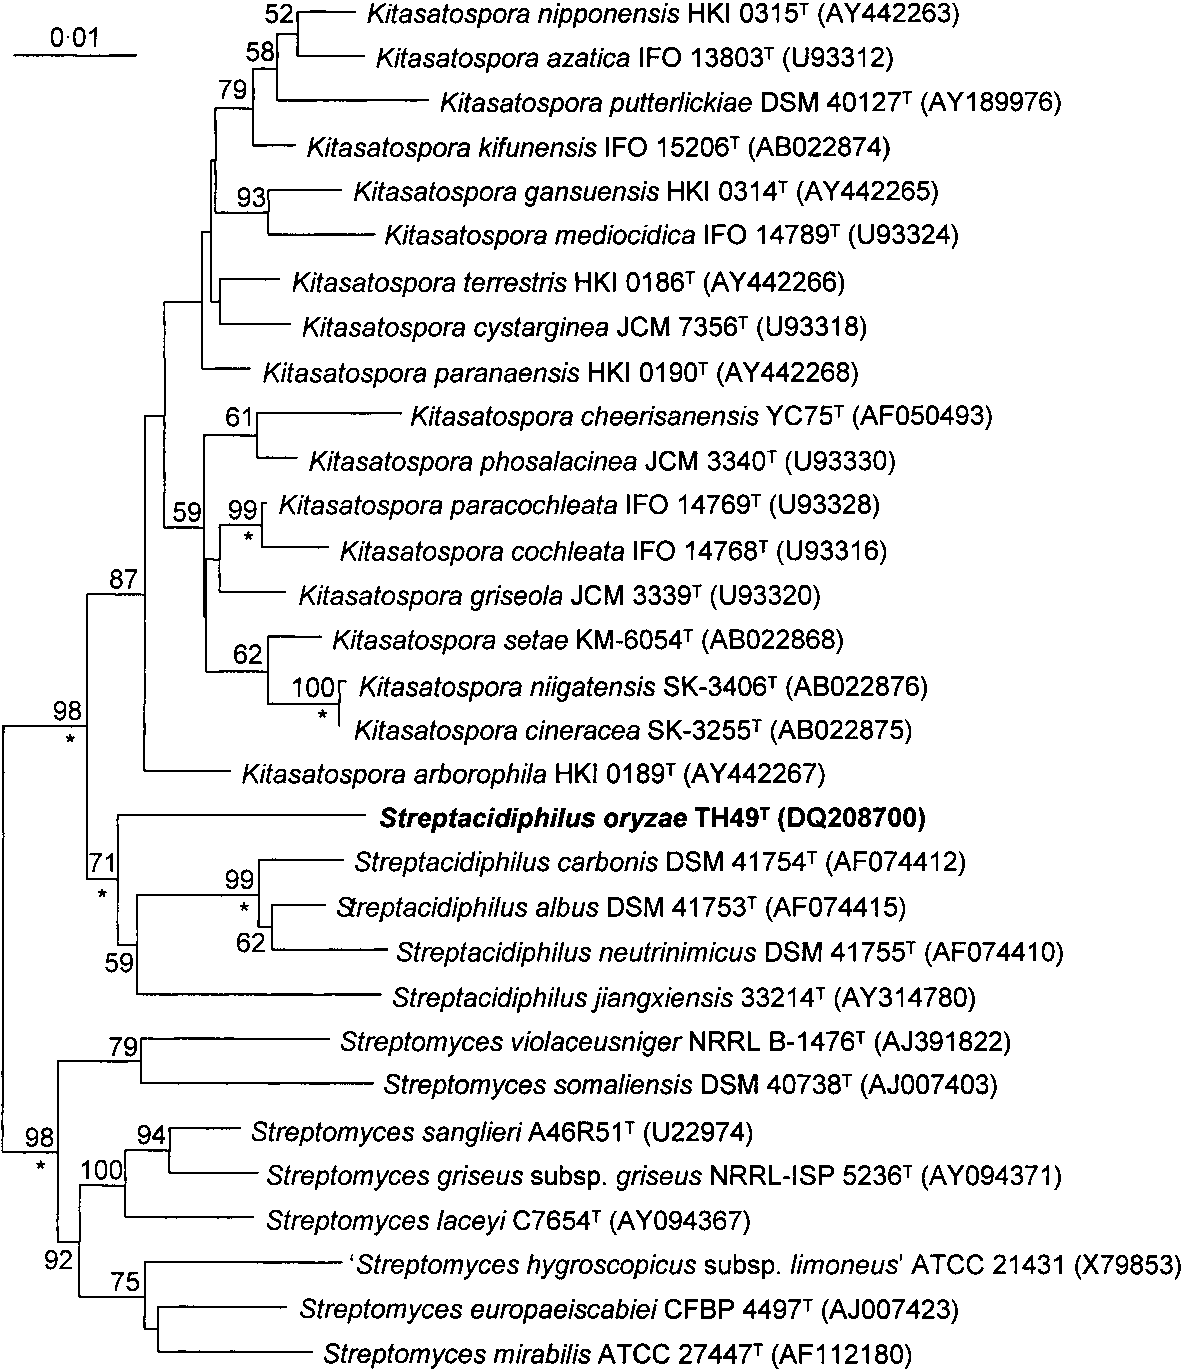 0·01
52
Kitasatospora nipponensis HKI 0315ᵀ (AY442263)
58
Kitasatospora azatica IFO 13803ᵀ (U93312)
79
Kitasatospora putterlickiae DSM 40127ᵀ (AY189976)
Kitasatospora kifunensis IFO 15206ᵀ (AB022874)
93
Kitasatospora gansuensis HKI 0314ᵀ (AY442265)
Kitasatospora mediocidica IFO 14789ᵀ (U93324)
Kitasatospora terrestris HKI 0186ᵀ (AY442266)
Kitasatospora cystarginea JCM 7356ᵀ (U93318)
Kitasatospora paranaensis HKI 0190ᵀ (AY442268)
61
Kitasatospora cheerisanensis YC75ᵀ (AF050493)
Kitasatospora phosalacinea JCM 3340ᵀ (U93330)
59
99
*
Kitasatospora paracochleata IFO 14769ᵀ (U93328)
Kitasatospora cochleata IFO 14768ᵀ (U93316)
87
Kitasatospora griseola JCM 3339ᵀ (U93320)
Kitasatospora setae KM-6054ᵀ (AB022868)
62
100
*
Kitasatospora niigatensis SK-3406ᵀ (AB022876)
98
*
Kitasatospora cineracea SK-3255ᵀ (AB022875)
Kitasatospora arborophila HKI 0189ᵀ (AY442267)
Streptacidiphilus oryzae TH49ᵀ (DQ208700)
71
*
Streptacidiphilus carbonis DSM 41754ᵀ (AF074412)
99
*
Streptacidiphilus albus DSM 41753ᵀ (AF074415)
62
Streptacidiphilus neutrinimicus DSM 41755ᵀ (AF074410)
59
Streptacidiphilus jiangxiensis 33214ᵀ (AY314780)
79
Streptomyces violaceusniger NRRL B-1476ᵀ (AJ391822)
Streptomyces somaliensis DSM 40738ᵀ (AJ007403)
98
*
94
Streptomyces sanglieri A46R51ᵀ (U22974)
100
Streptomyces griseus subsp. griseus NRRL-ISP 5236ᵀ (AY094371)
Streptomyces laceyi C7654ᵀ (AY094367)
92
75
‘Streptomyces hygroscopicus subsp. limoneus’ ATCC 21431 (X79853)
Streptomyces europaeiscabiei CFBP 4497ᵀ (AJ007423)
Streptomyces mirabilis ATCC 27447ᵀ (AF112180)